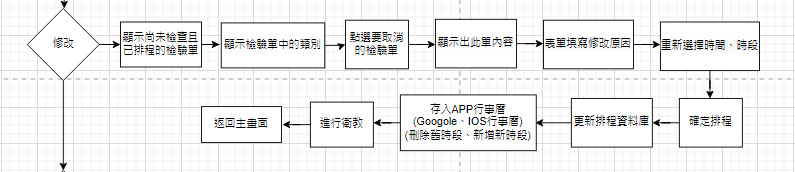 修改
顯示尚未檢查且
已排程的檢驗單
顯示檢驗單中的類別
點選要取消
的檢驗單
顯示出此單內容
表單填寫修改原因
重新選擇時間、時段
返回主畫面
進行衛教
存入APP行事曆
(Googole、IOS行事曆)
(刪除舊時段、新增新時段)
更新排程資料庫
確定排程